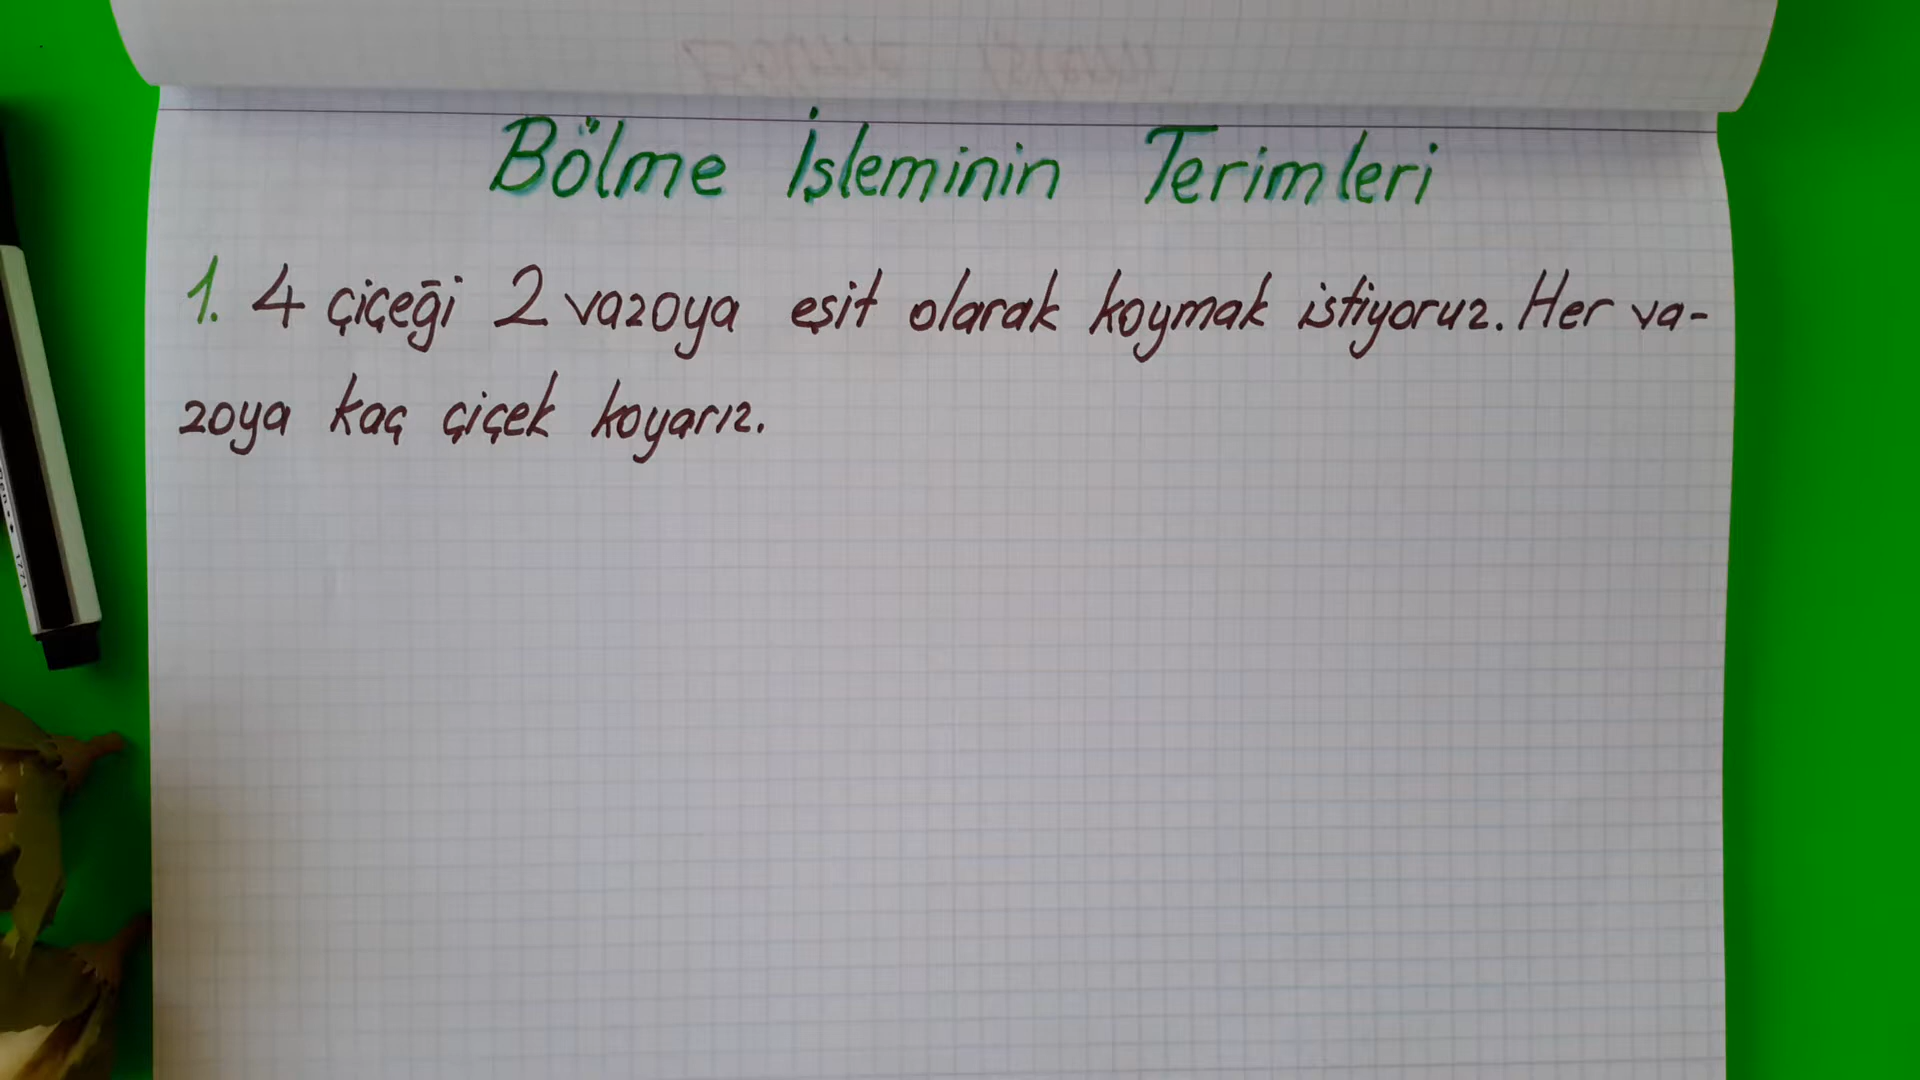 Bölme İşleminin Terimleri
1. 4 çiçeği 2 vazoya eşit olarak koymak istiyoruz. Her va-
zoya kaç çiçek koyarız.